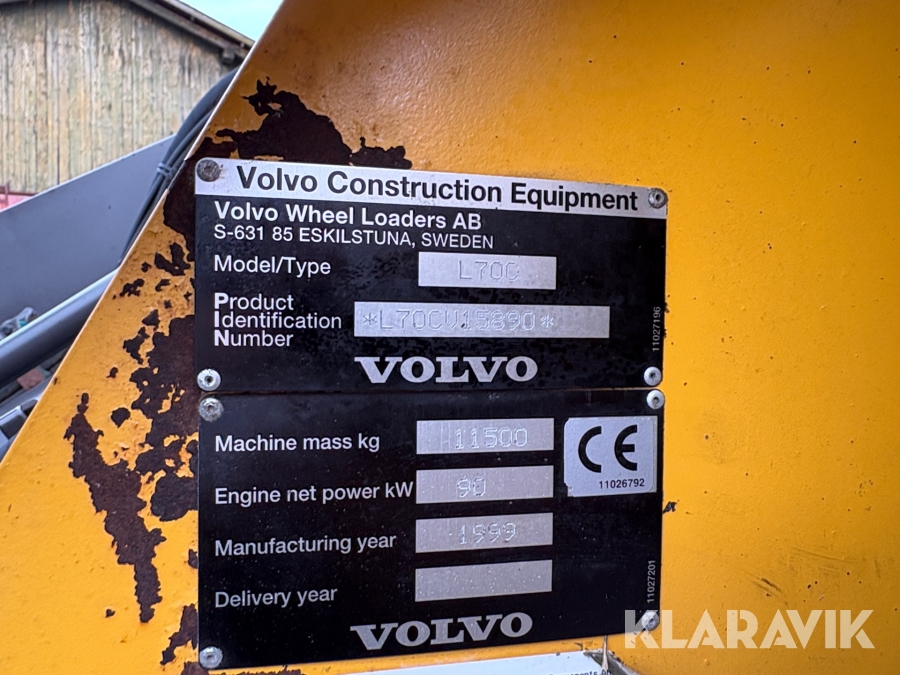 Volvo Construction Equipment
Volvo Wheel Loaders AB
S-631 85 ESKILSTUNA, SWEDEN
Model/Type L70C
Product
Identification *L70CV15890*
Number
11027196
VOLVO
Machine mass kg 11500
Engine net power kW 90
CE
11026792
Manufacturing year 1999
Delivery year
11027201
VOLVO
KLARAVIK